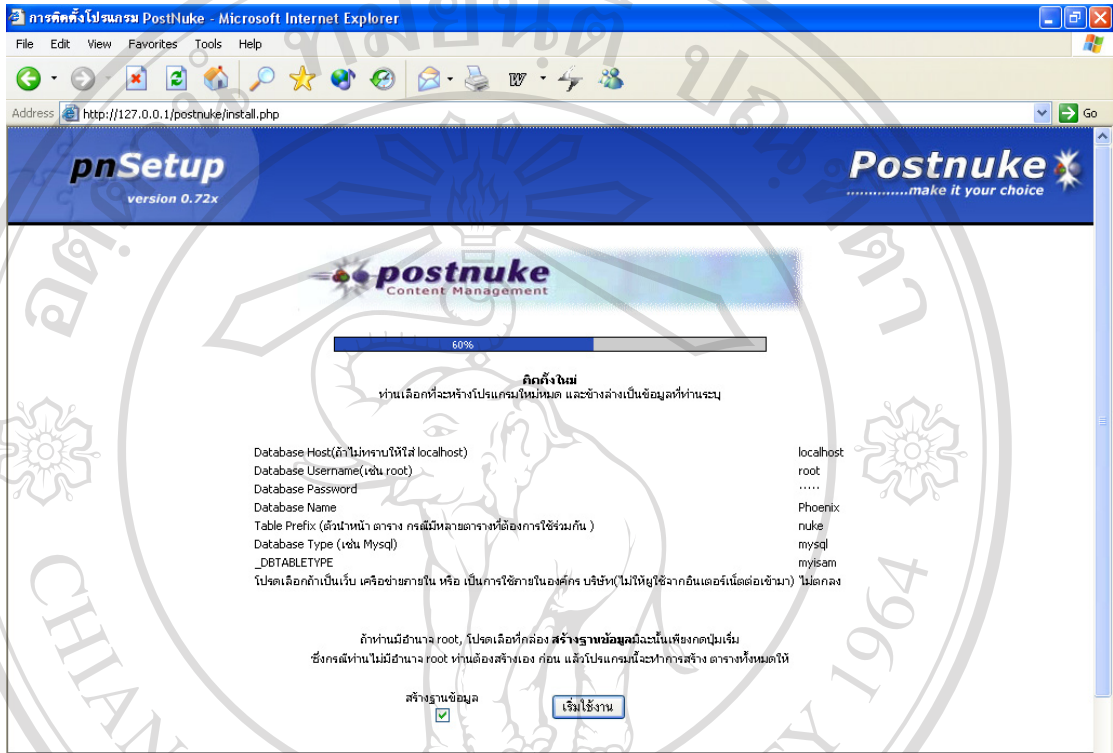 การติดตั้งโปรแกรม PostNuke - Microsoft Internet Explorer
File Edit View Favorites Tools Help
Address http://127.0.0.1/postnuke/install.php Go
pnSetup
version 0.72x
Postnuke
..............make it your choice
postnuke
Content Management
60%
ติดตั้งใหม่
ท่านเลือกที่จะหร้างโปรแกรมใหม่หมด และข้างล่างเป็นข้อมูลที่ท่านระบุ
Database Host(ถ้าไม่ทราบให้ใส่ localhost) localhost
Database Username(เช่น root) root
Database Password .....
Database Name Phoenix
Table Prefix (ตัวนำหน้า ตาราง กรณีมีหลายตารางที่ต้องการใช้ร่วมกัน ) nuke
Database Type (เช่น Mysql) mysql
_DBTABLETYPE myisam
โปรดเลือกถ้าเป็นเว็บ เครือข่ายภายใน หรือ เป็นการใช้ภายในองค์กร บริษัท(ไม่ให้ผู้ใช้จากอินเตอร์เน็ตต่อเข้ามา) ไม่ตกลง
ถ้าท่านมีอำนาจ root, โปรดเลือกที่กล่อง สร้างฐานข้อมูลมิฉะนั้นเพียงกดปุ่มเริ่ม
ซึ่งกรณีท่านไม่มีอำนาจ root ท่านต้องสร้างเอง ก่อน แล้วโปรแกรมนี้จะทำการสร้าง ตารางทั้งหมดให้
สร้างฐานข้อมูล
เริ่มใช้งาน